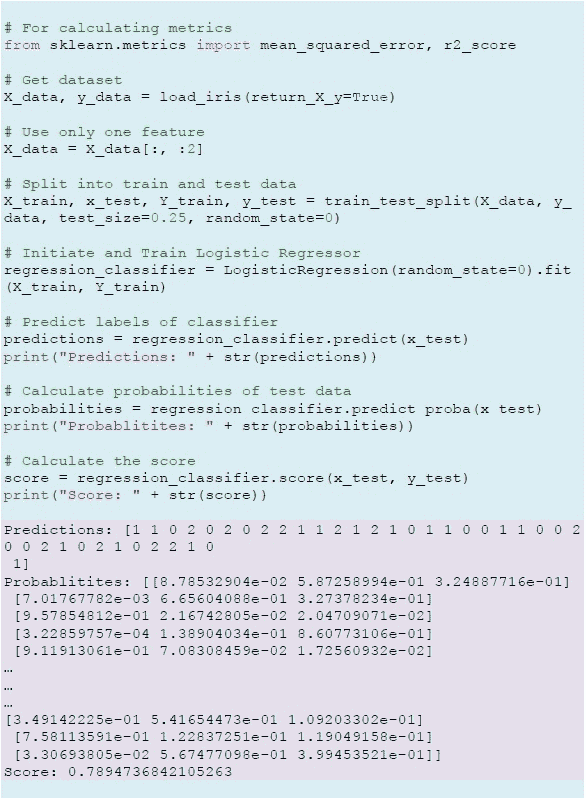 # For calculating metrics
from sklearn.metrics import mean_squared_error, r2_score
# Get dataset
X_data, y_data = load_iris(return_X_y=True)
# Use only one feature
X_data = X_data[:, :2]
# Split into train and test data
X_train, x_test, Y_train, y_test = train_test_split(X_data, y_
data, test_size=0.25, random_state=0)
# Initiate and Train Logistic Regressor
regression_classifier = LogisticRegression(random_state=0).fit
(X_train, Y_train)
# Predict labels of classifier
predictions = regression_classifier.predict(x_test)
print("Predictions: " + str(predictions))
# Calculate probabilities of test data
probabilities = regression classifier.predict proba(x test)
print("Probablitites: " + str(probabilities))
# Calculate the score
score = regression_classifier.score(x_test, y_test)
print("Score: " + str(score))
Predictions: [1 1 0 2 0 2 0 2 2 1 1 2 1 2 1 0 1 1 0 0 1 1 0 0 2
0 0 2 1 0 2 1 0 2 2 1 0
1]
Probablitites: [[8.78532904e-02 5.87258994e-01 3.24887716e-01]
[7.01767782e-03 6.65604088e-01 3.27378234e-01]
[9.57854812e-01 2.16742805e-02 2.04709071e-02]
[3.22859757e-04 1.38904034e-01 8.60773106e-01]
[9.11913061e-01 7.08308459e-02 1.72560932e-02]
…
…
…
[3.49142225e-01 5.41654473e-01 1.09203302e-01]
[7.58113591e-01 1.22837251e-01 1.19049158e-01]
[3.30693805e-02 5.67477098e-01 3.99453521e-01]]
Score: 0.7894736842105263